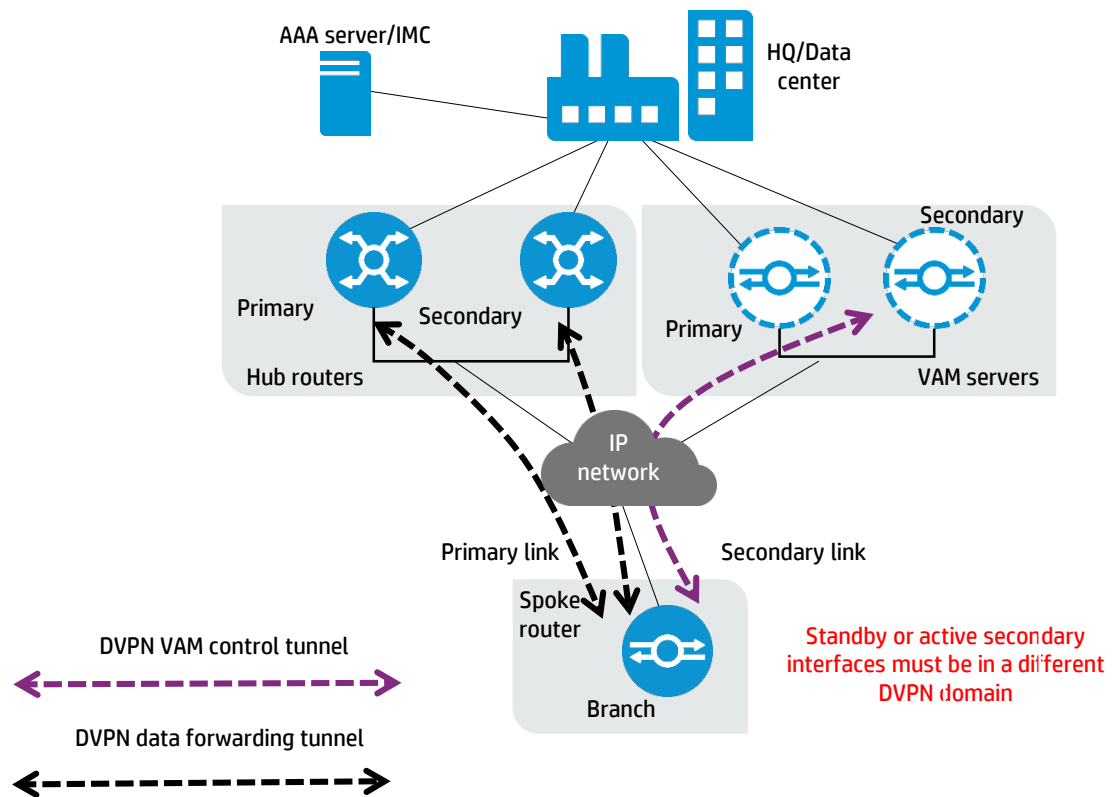 AAA server/IMC
HQ/Data
center
Secondary
Primary
Secondary
Primary
Hub routers
VAM servers
IP
network
Primary link
Secondary link
Spoke
router
Branch
Standby or active secondary
interfaces must be in a different
DVPN domain
DVPN VAM control tunnel
DVPN data forwarding tunnel